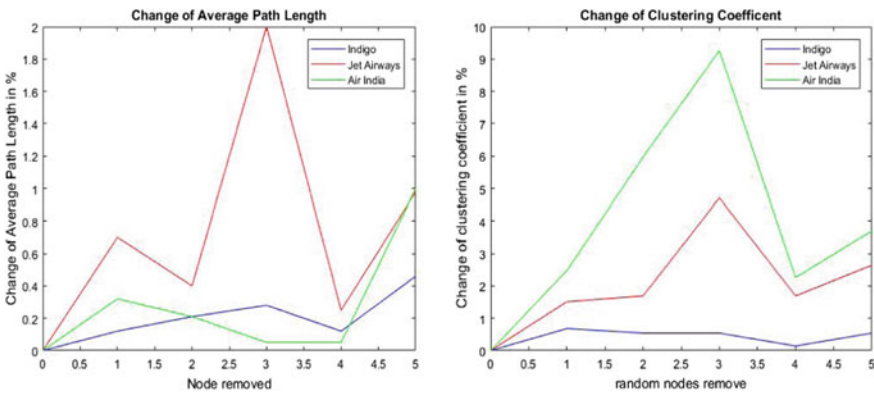 Change of Average Path Length
Change of Average Path Length in %
2
1.8
1.6
1.4
1.2
1
0.8
0.6
0.4
0.2
0
Indigo
Jet Airways
Air India
0 0.5 1 1.5 2 2.5 3 3.5 4 4.5 5
Node removed
Change of Clustering Coefficent
Change of clustering coefficient in %
10
9
8
7
6
5
4
3
2
1
0
Indigo
Jet Airways
Air India
0 0.5 1 1.5 2 2.5 3 3.5 4 4.5 5
random nodes remove